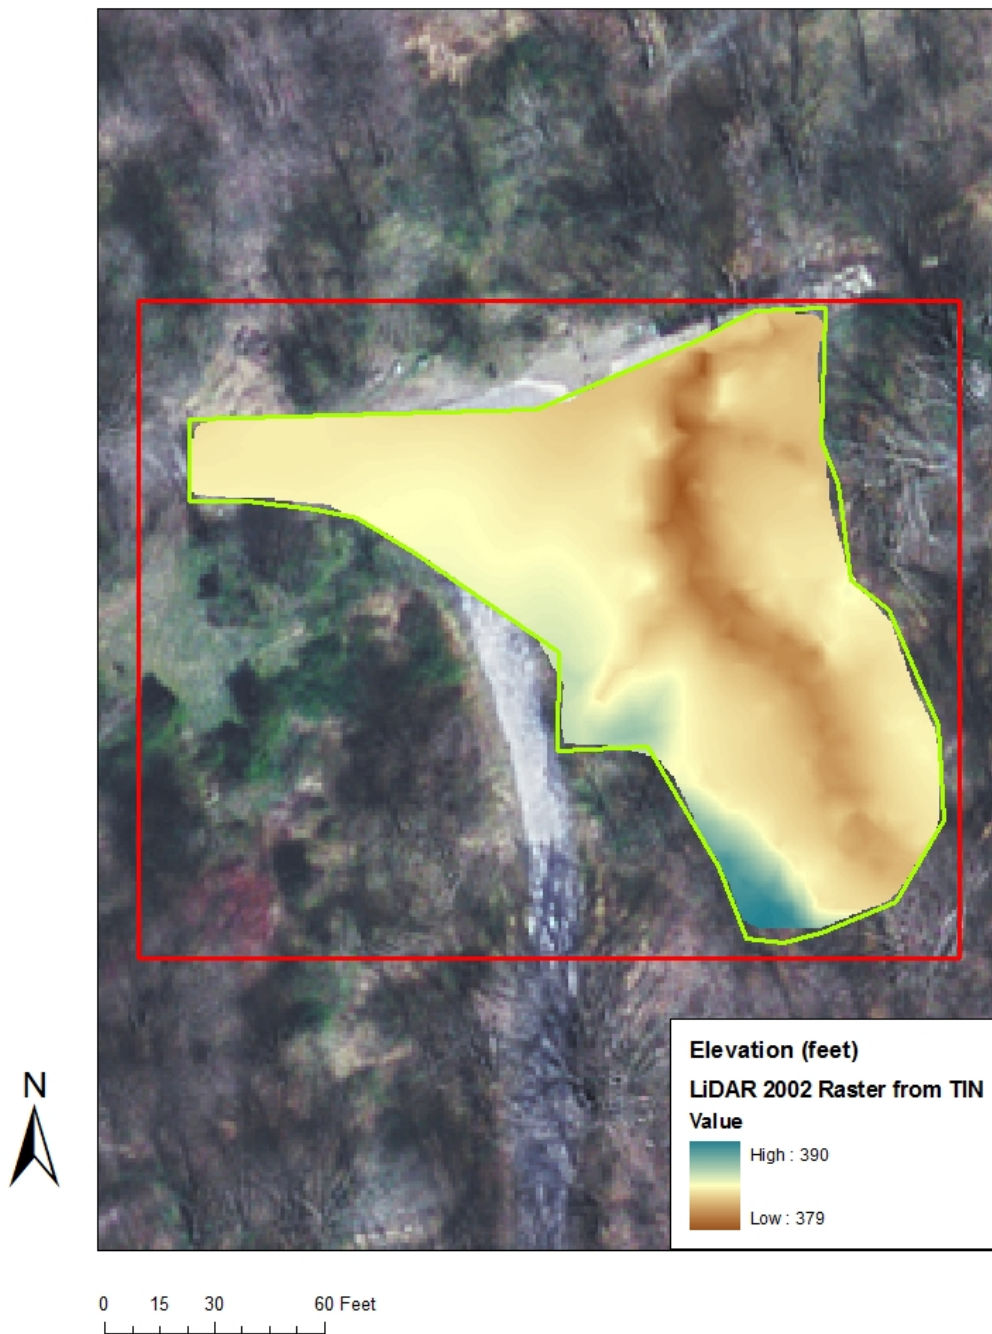 Elevation (feet)
LiDAR 2002 Raster from TIN
Value
High : 390
Low : 379
N
0 15 30 60 Feet